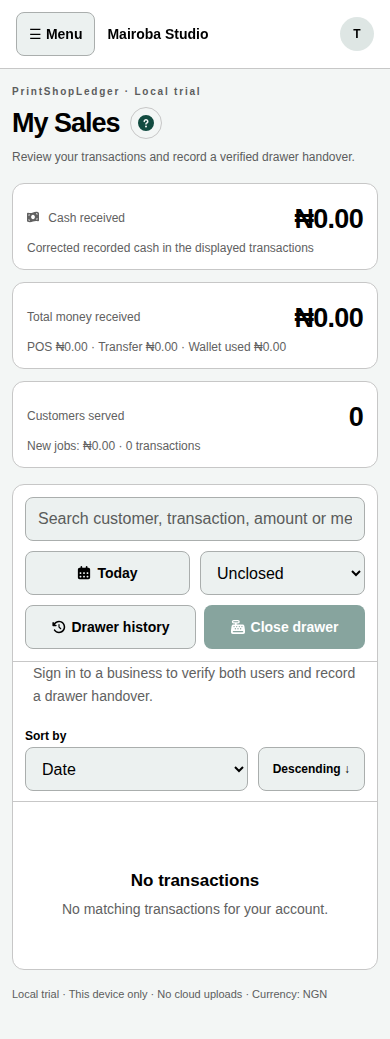 ☰ Menu
Mairoba Studio
T
PrintShopLedger · Local trial
My Sales
?
Review your transactions and record a verified drawer handover.
Cash received
₦0.00
Corrected recorded cash in the displayed transactions
Total money received
₦0.00
POS ₦0.00 · Transfer ₦0.00 · Wallet used ₦0.00
Customers served
0
New jobs: ₦0.00 · 0 transactions
Search customer, transaction, amount or me
Today
Unclosed
Drawer history
Close drawer
Sign in to a business to verify both users and record
a drawer handover.
Sort by
Date
Descending ↓
No transactions
No matching transactions for your account.
Local trial · This device only · No cloud uploads · Currency: NGN